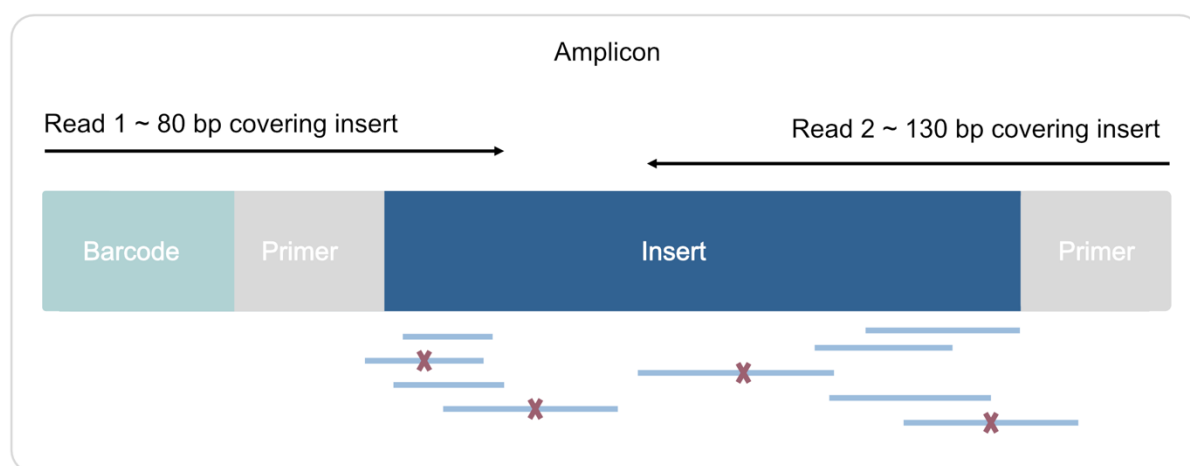 Amplicon
Read 1 ~ 80 bp covering insert
Read 2 ~ 130 bp covering insert
Barcode
Primer
Insert
Primer